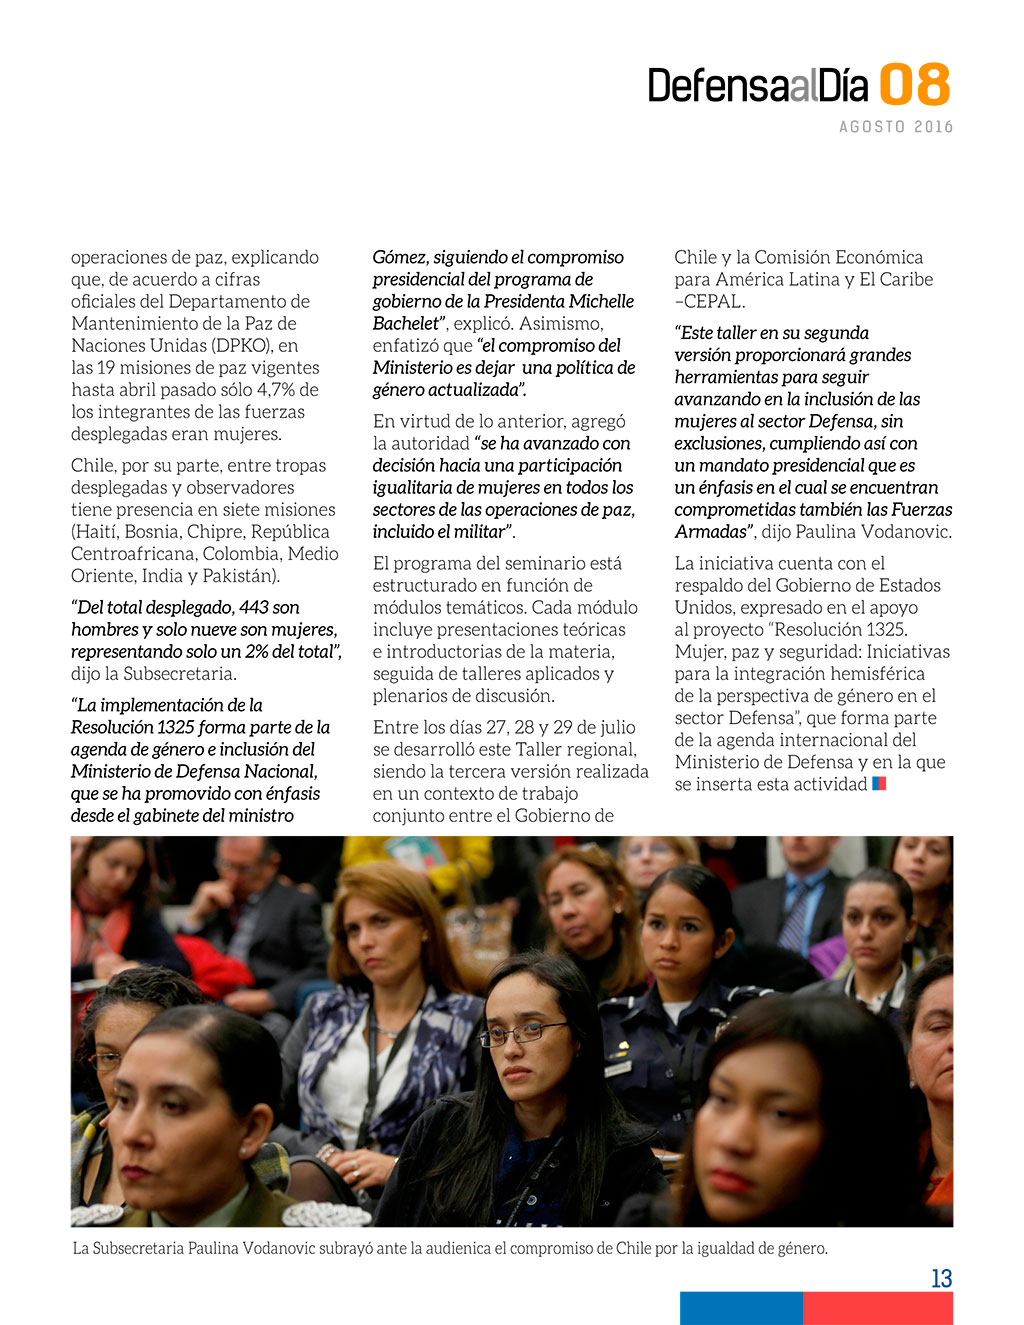 DefensaalDía 08
AGOSTO 2016
operaciones de paz, explicando
que, de acuerdo a cifras
oficiales del Departamento de
Mantenimiento de la Paz de
Naciones Unidas (DPKO), en
las 19 misiones de paz vigentes
hasta abril pasado sólo 4,7% de
los integrantes de las fuerzas
desplegadas eran mujeres.
Chile, por su parte, entre tropas
desplegadas y observadores
tiene presencia en siete misiones
(Haití, Bosnia, Chipre, República
Centroafricana, Colombia, Medio
Oriente, India y Pakistán).
“Del total desplegado, 443 son
hombres y solo nueve son mujeres,
representando solo un 2% del total”,
dijo la Subsecretaria.
“La implementación de la
Resolución 1325 forma parte de la
agenda de género e inclusión del
Ministerio de Defensa Nacional,
que se ha promovido con énfasis
desde el gabinete del ministro
Gómez, siguiendo el compromiso
presidencial del programa de
gobierno de la Presidenta Michelle
Bachelet”, explicó. Asimismo,
enfatizó que “el compromiso del
Ministerio es dejar una política de
género actualizada”.
En virtud de lo anterior, agregó
la autoridad “se ha avanzado con
decisión hacia una participación
igualitaria de mujeres en todos los
sectores de las operaciones de paz,
incluido el militar”.
El programa del seminario está
estructurado en función de
módulos temáticos. Cada módulo
incluye presentaciones teóricas
e introductorias de la materia,
seguida de talleres aplicados y
plenarios de discusión.
Entre los días 27, 28 y 29 de julio
se desarrolló este Taller regional,
siendo la tercera versión realizada
en un contexto de trabajo
conjunto entre el Gobierno de
Chile y la Comisión Económica
para América Latina y El Caribe
–CEPAL.
“Este taller en su segunda
versión proporcionará grandes
herramientas para seguir
avanzando en la inclusión de las
mujeres al sector Defensa, sin
exclusiones, cumpliendo así con
un mandato presidencial que es
un énfasis en el cual se encuentran
comprometidas también las Fuerzas
Armadas”, dijo Paulina Vodanovic.
La iniciativa cuenta con el
respaldo del Gobierno de Estados
Unidos, expresado en el apoyo
al proyecto “Resolución 1325.
Mujer, paz y seguridad: Iniciativas
para la integración hemisférica
de la perspectiva de género en el
sector Defensa”, que forma parte
de la agenda internacional del
Ministerio de Defensa y en la que
se inserta esta actividad
La Subsecretaria Paulina Vodanovic subrayó ante la audienica el compromiso de Chile por la igualdad de género.
13